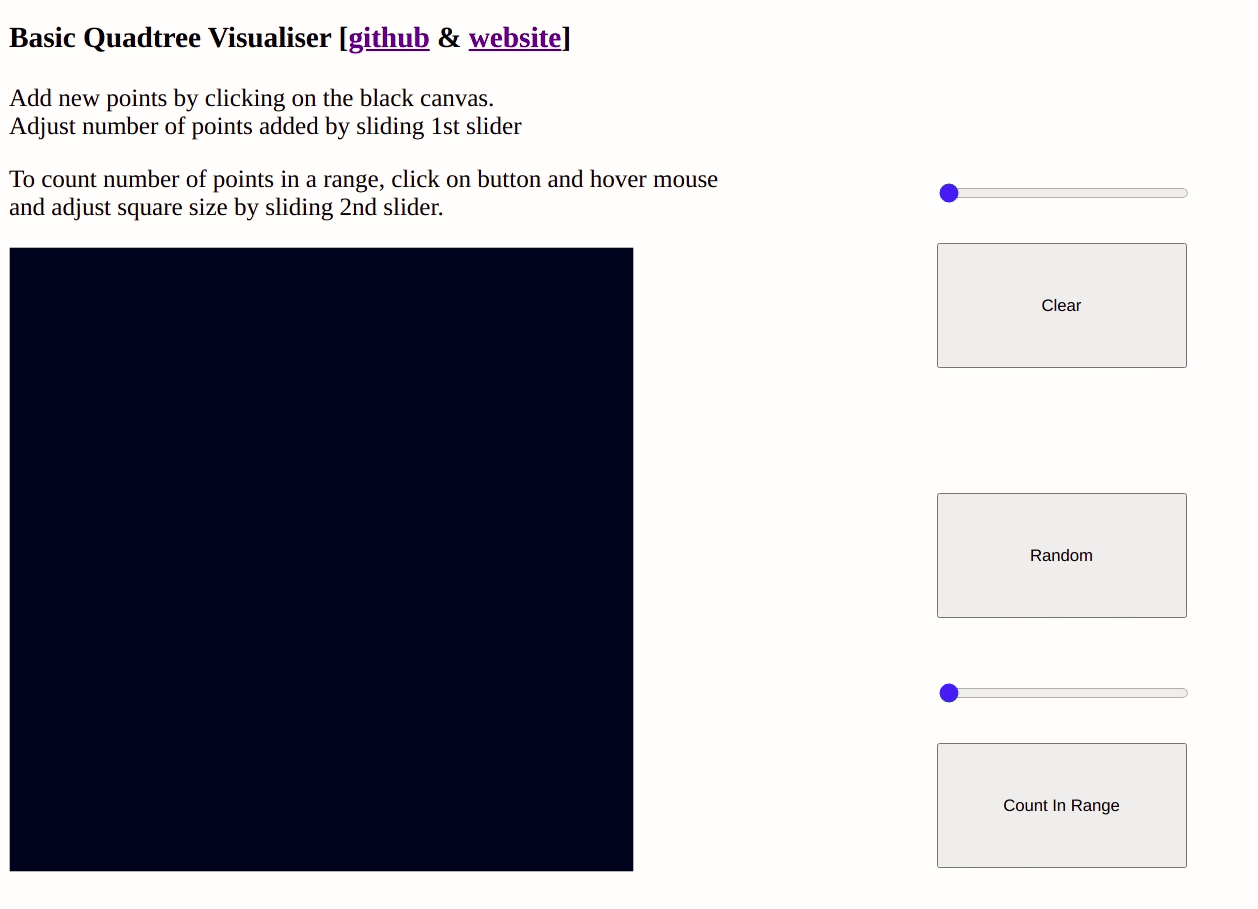 Basic Quadtree Visualiser [github & website]
Add new points by clicking on the black canvas.
Adjust number of points added by sliding 1st slider
To count number of points in a range, click on button and hover mouse
and adjust square size by sliding 2nd slider.
Clear
Random
Count In Range